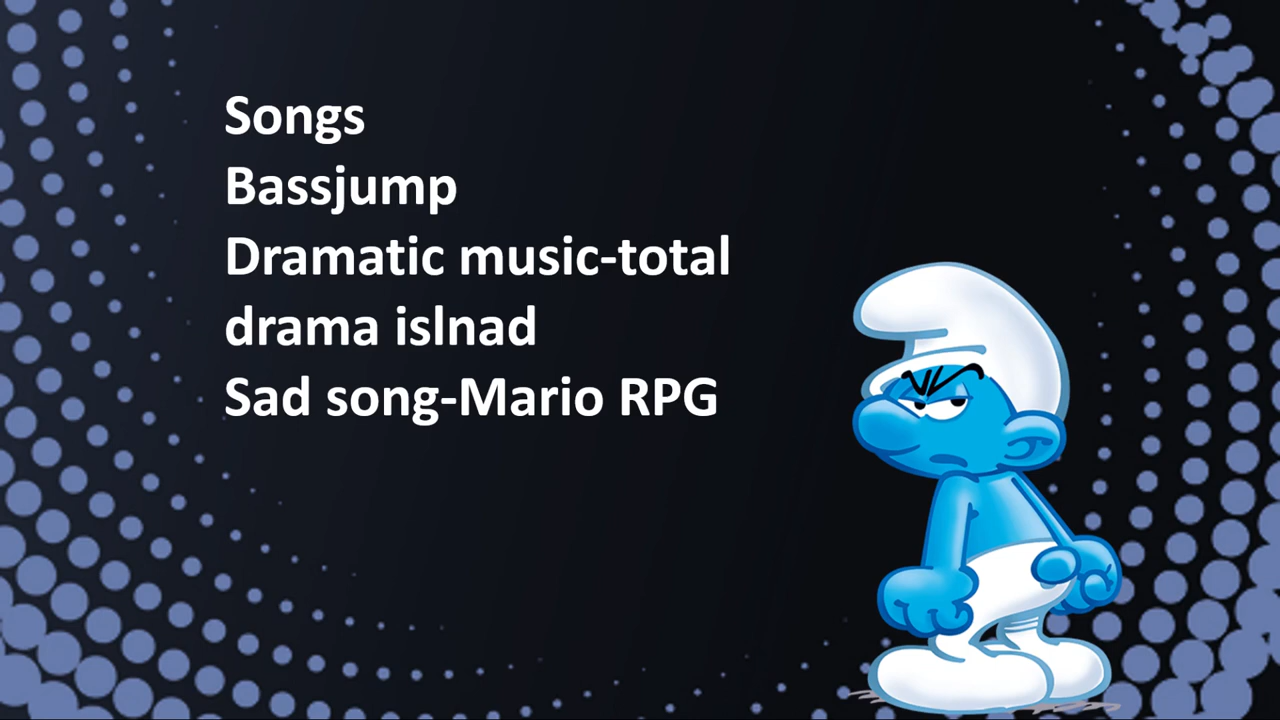 Songs
Bassjump
Dramatic music-total
drama islnad
Sad song-Mario RPG